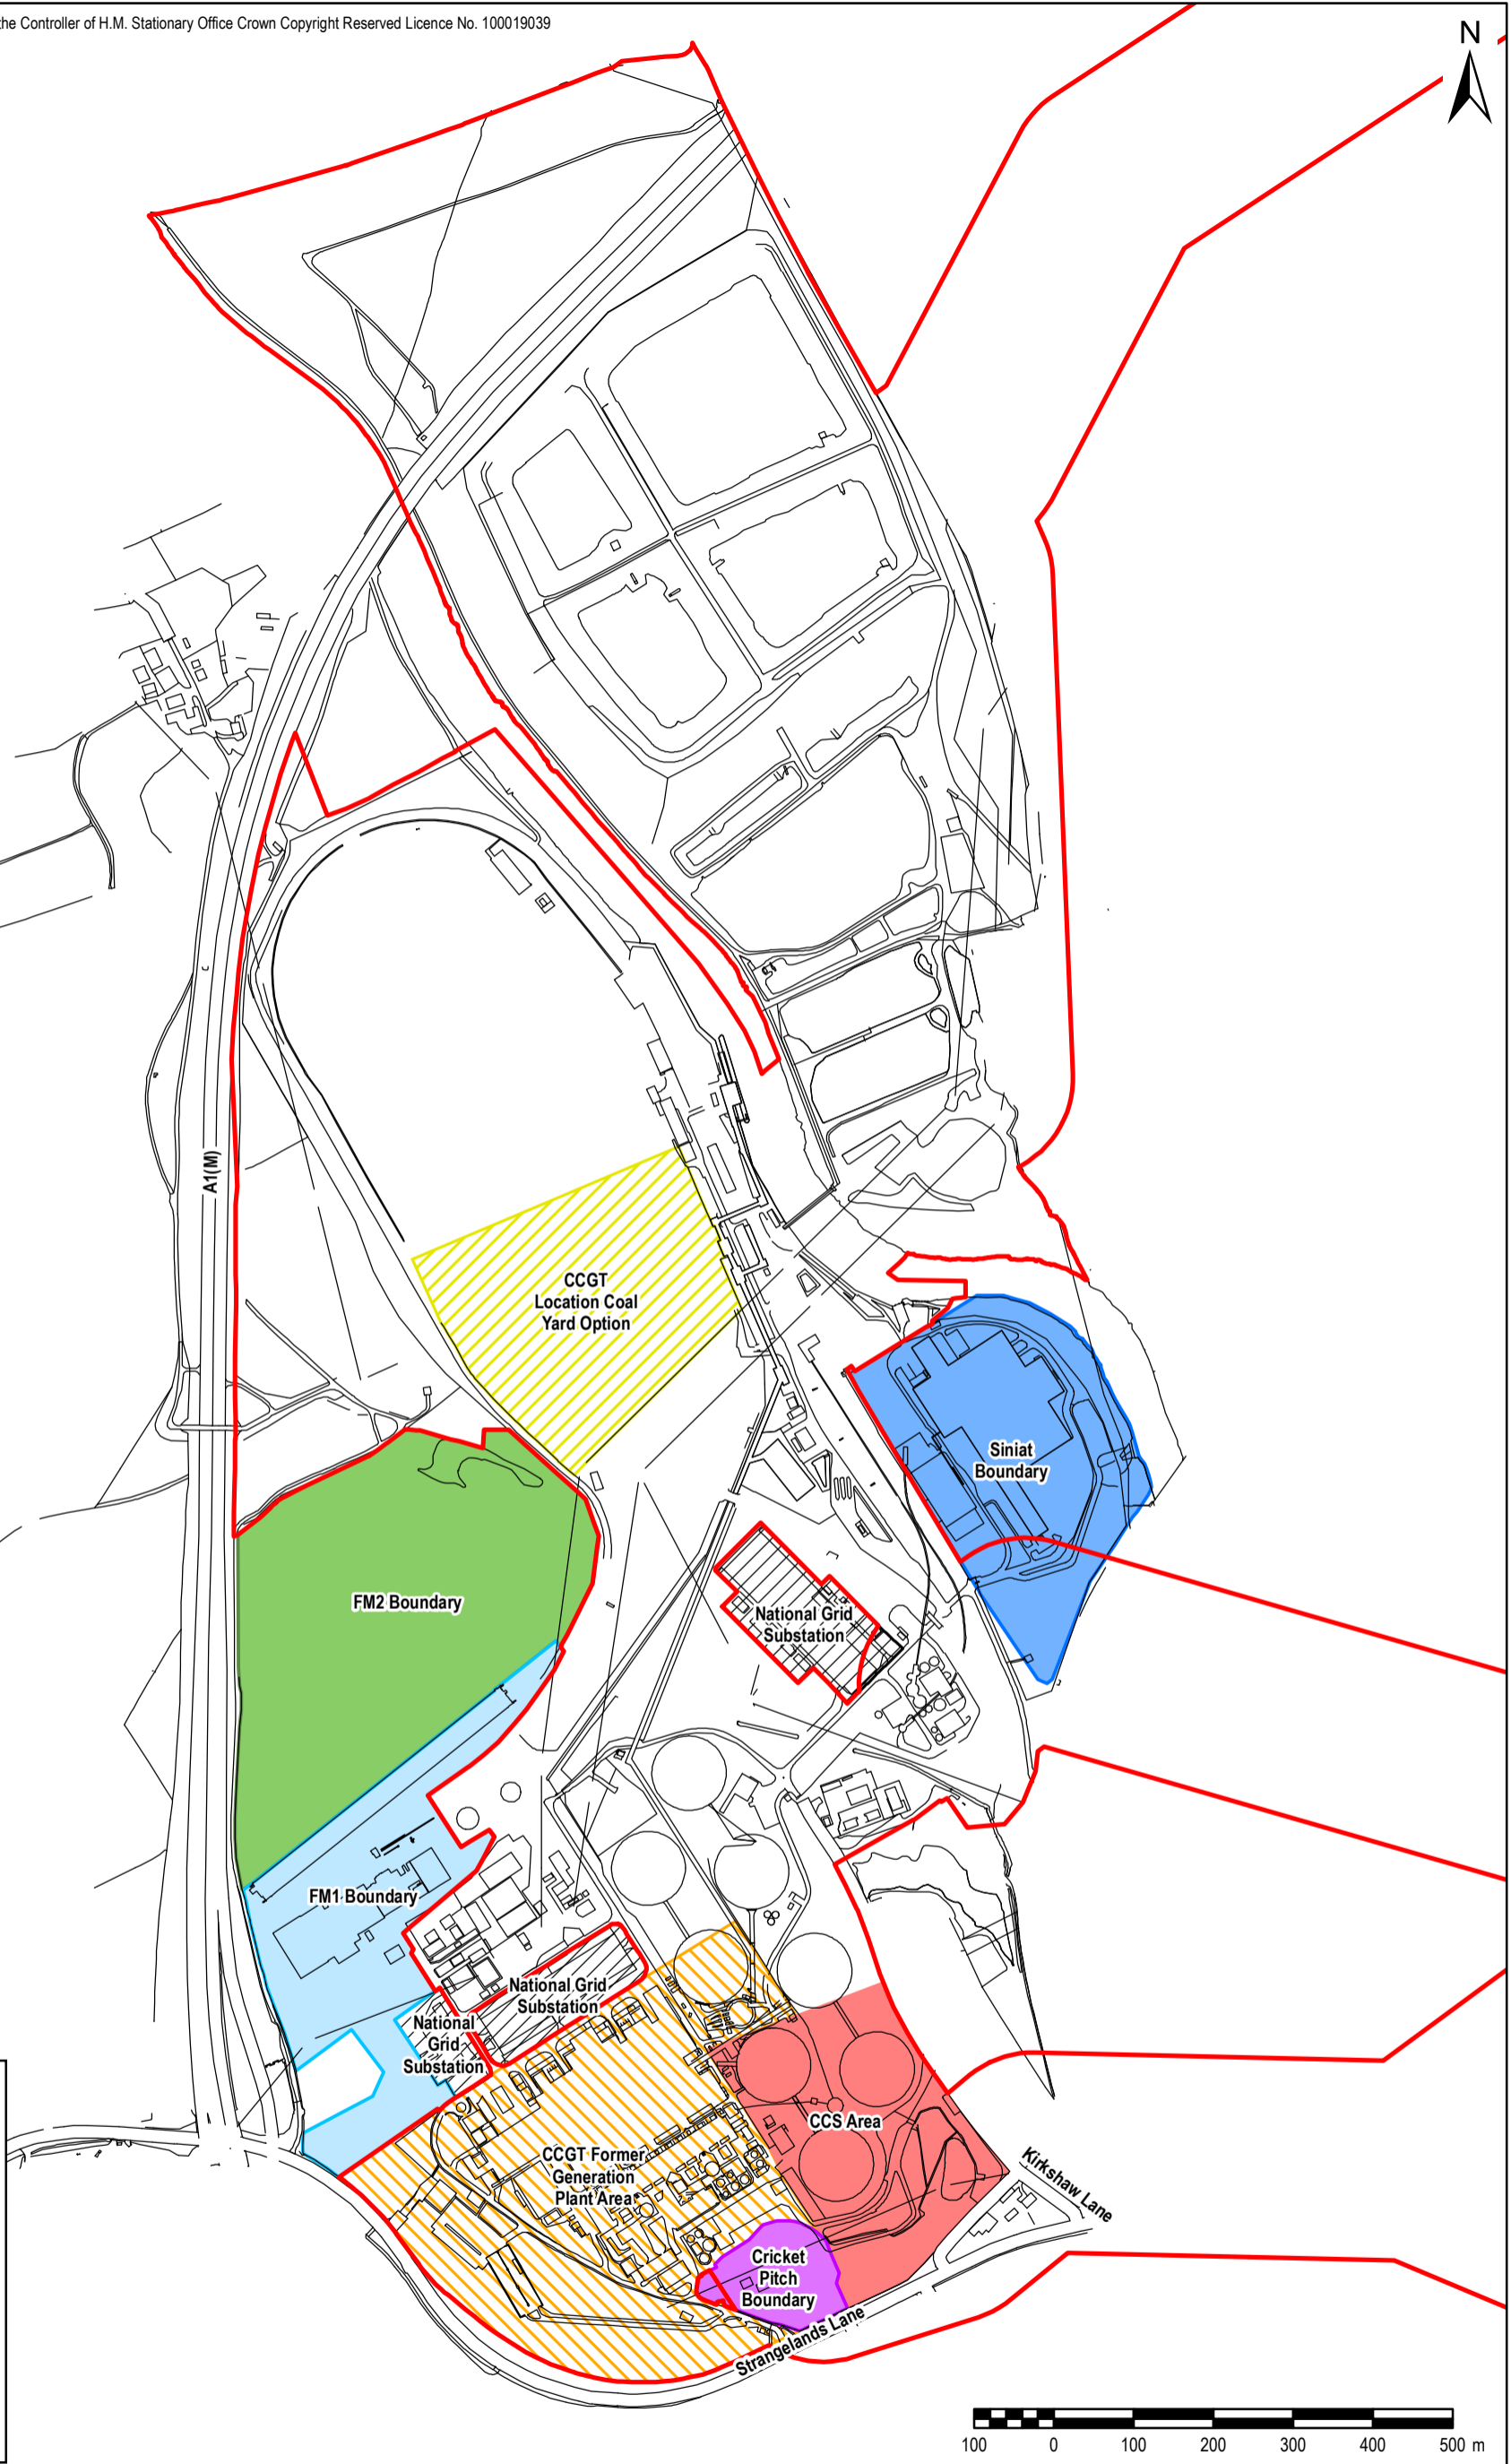 the Controller of H.M. Stationary Office Crown Copyright Reserved Licence No. 100019039
N
A1(M)
CCGT
Location Coal
Yard Option
Siniat
Boundary
FM2 Boundary
National Grid
Substation
FM1 Boundary
National Grid
Substation
National
Grid
Substation
CCS Area
CCGT Former
Generation
Plant Area
Kirkshaw Lane
Cricket
Pitch
Boundary
Strangelands Lane
100 0 100 200 300 400 500 m